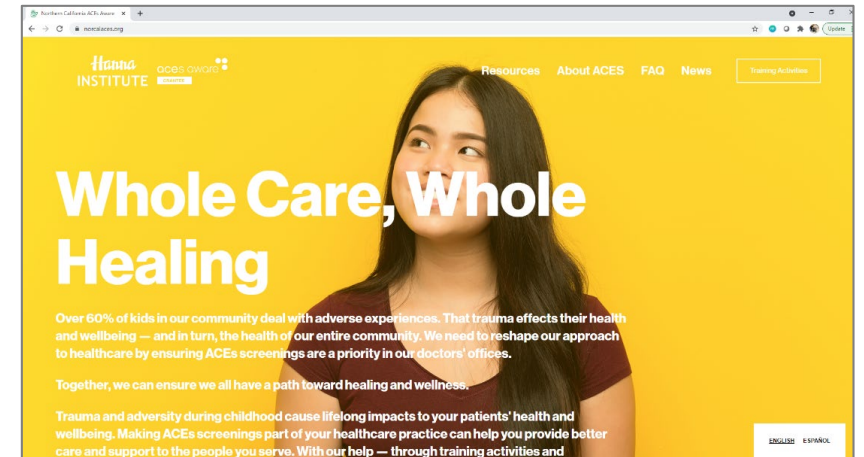 Northern California ACEs Aware
norcalaces.org
Update
Hanna
INSTITUTE
aces aware
GRANTEE
Resources About ACES FAQ News
Training Activities
Whole Care, Whole
Healing
Over 60% of kids in our community deal with adverse experiences. That trauma effects their health
and wellbeing — and in turn, the health of our entire community. We need to reshape our approach
to healthcare by ensuring ACEs screenings are a priority in our doctors' offices.
Together, we can ensure we all have a path toward healing and wellness.
Trauma and adversity during childhood cause lifelong impacts to your patients' health and
wellbeing. Making ACEs screenings part of your healthcare practice can help you provide better
care and support to the people you serve. With our help — through training activities and
ENGLISH ESPAÑOL